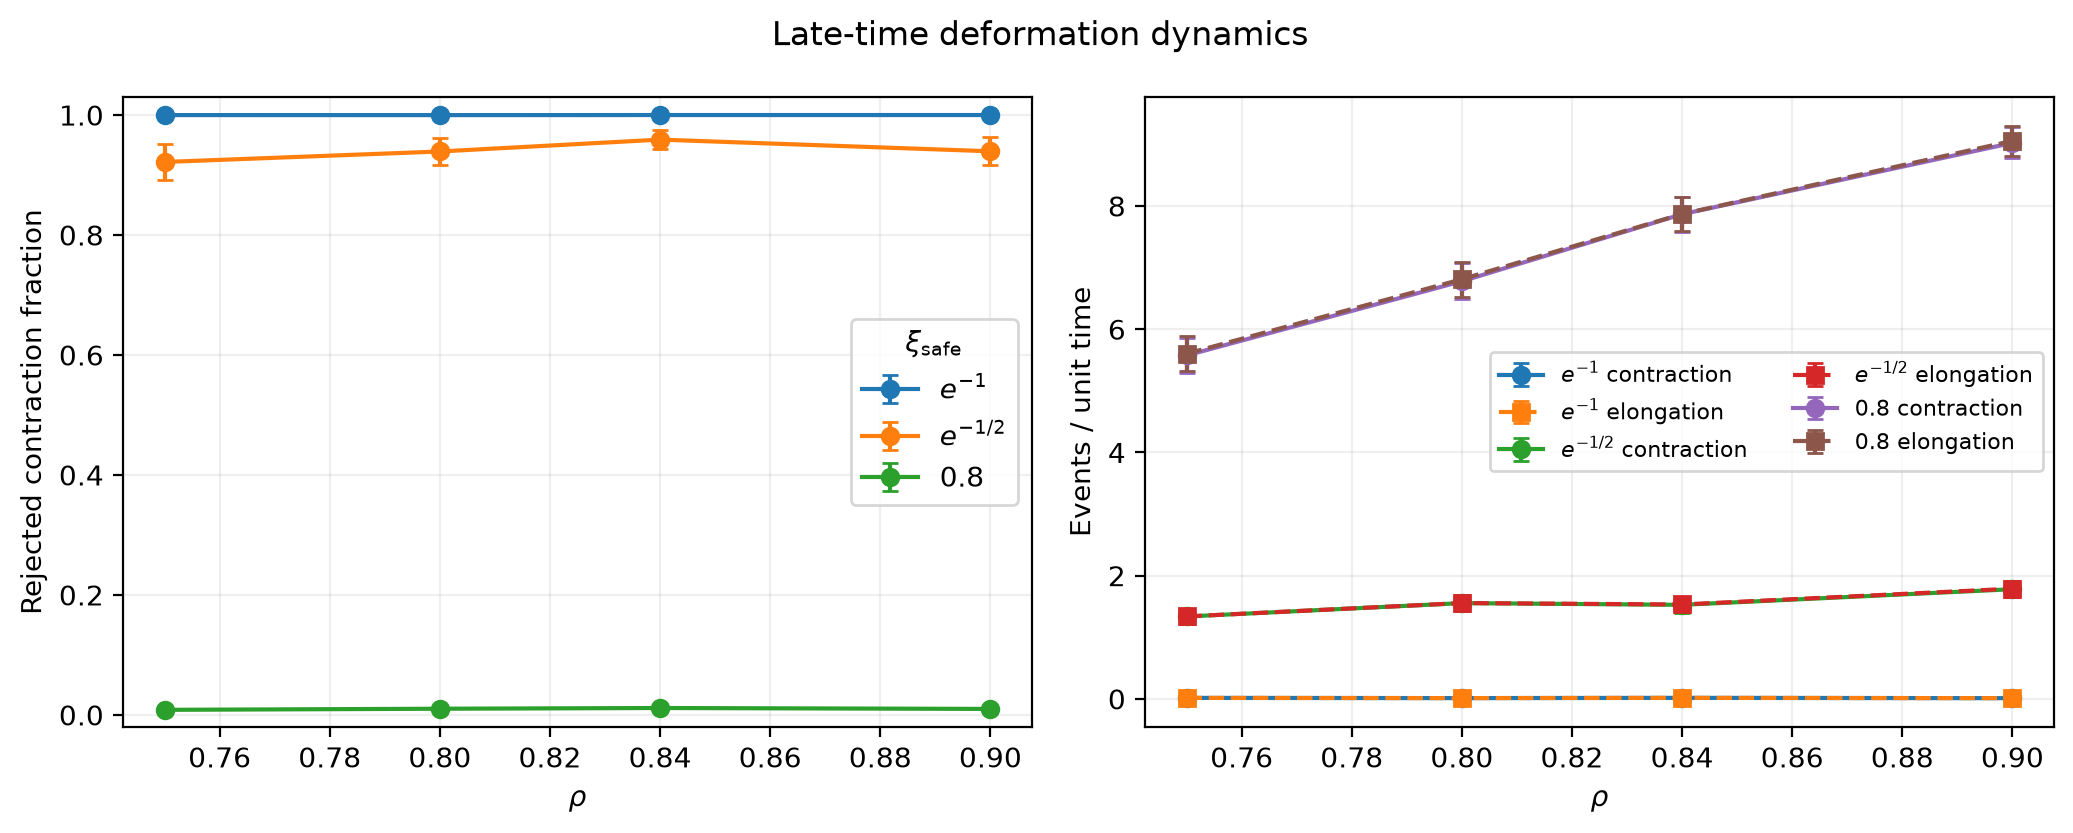 Late-time deformation dynamics
Rejected contraction fraction
1.0
0.8
0.6
0.4
0.2
0.0
ξsafe
e⁻¹
e⁻¹/²
0.8
0.76 0.78 0.80 0.82 0.84 0.86 0.88 0.90
ρ
Events / unit time
8
6
4
2
0
e⁻¹ contraction
e⁻¹ elongation
e⁻¹/² contraction
e⁻¹/² elongation
0.8 contraction
0.8 elongation
0.76 0.78 0.80 0.82 0.84 0.86 0.88 0.90
ρ